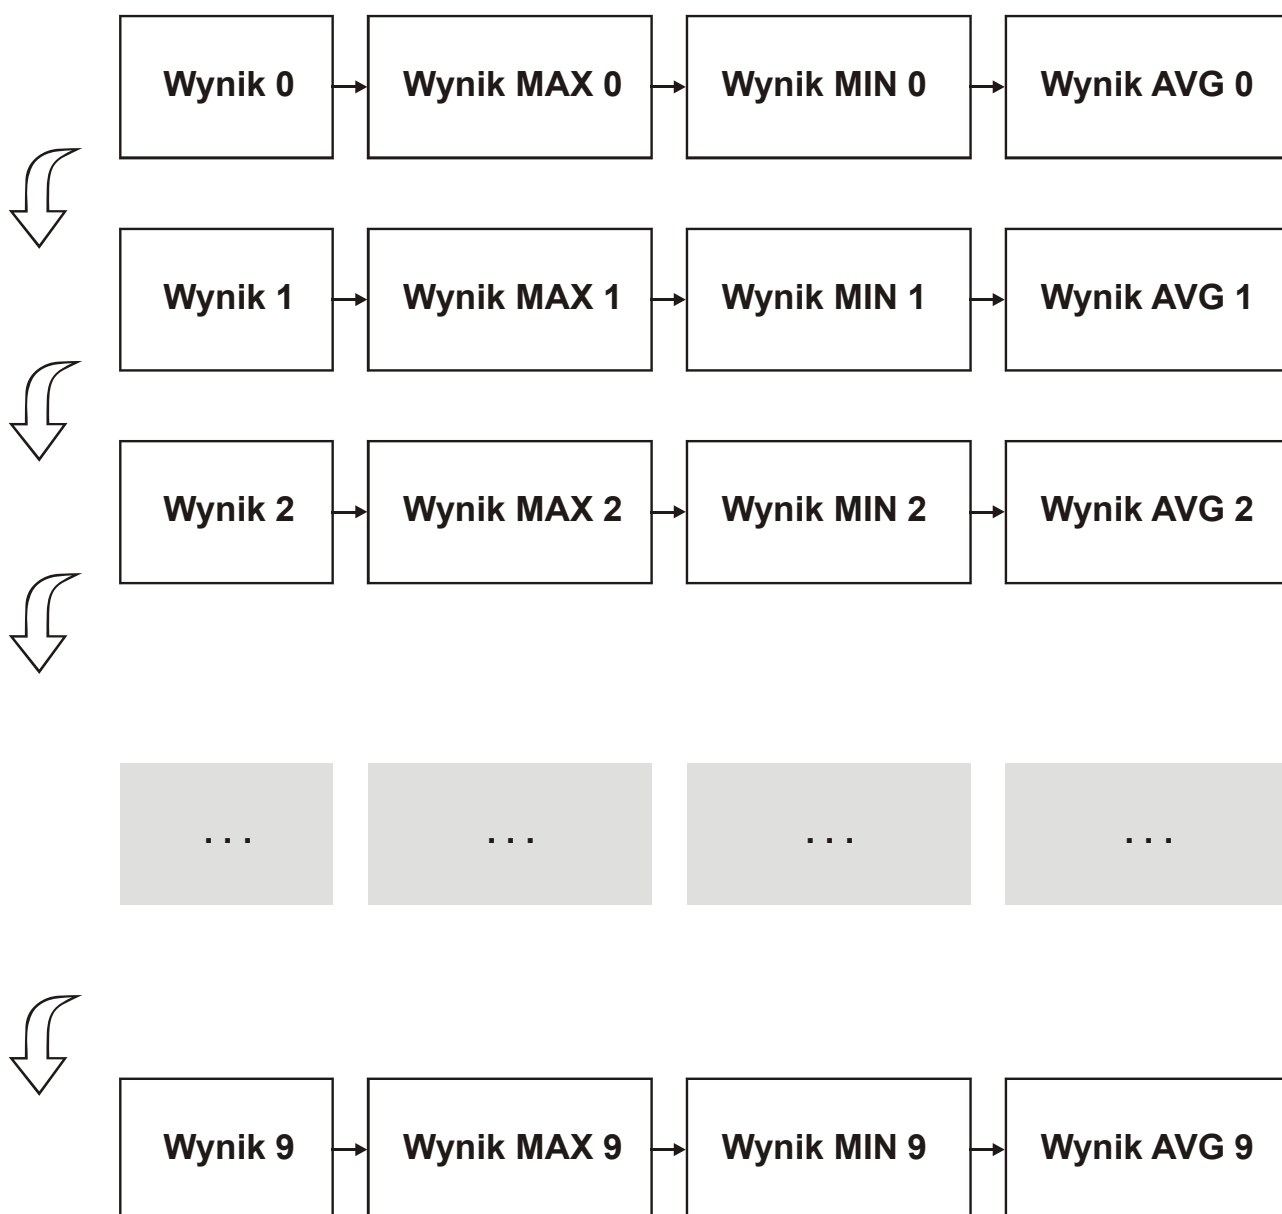 Wynik 0 Wynik MAX 0 Wynik MIN 0 Wynik AVG 0
Wynik 1 Wynik MAX 1 Wynik MIN 1 Wynik AVG 1
Wynik 2 Wynik MAX 2 Wynik MIN 2 Wynik AVG 2
. . . . . . . . . . . .
Wynik 9 Wynik MAX 9 Wynik MIN 9 Wynik AVG 9